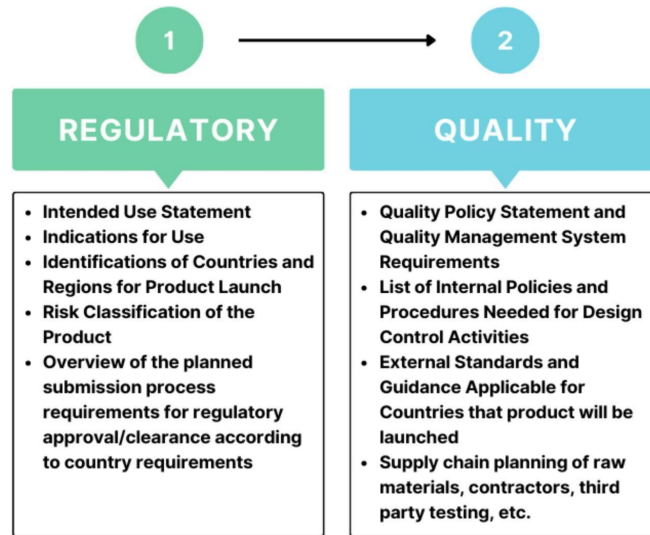 1
2
REGULATORY
• Intended Use Statement
• Indications for Use
• Identifications of Countries and
Regions for Product Launch
• Risk Classification of the
Product
• Overview of the planned
submission process
requirements for regulatory
approval/clearance according
to country requirements
QUALITY
• Quality Policy Statement and
Quality Management System
Requirements
• List of Internal Policies and
Procedures Needed for Design
Control Activities
• External Standards and
Guidance Applicable for
Countries that product will be
launched
• Supply chain planning of raw
materials, contractors, third
party testing, etc.